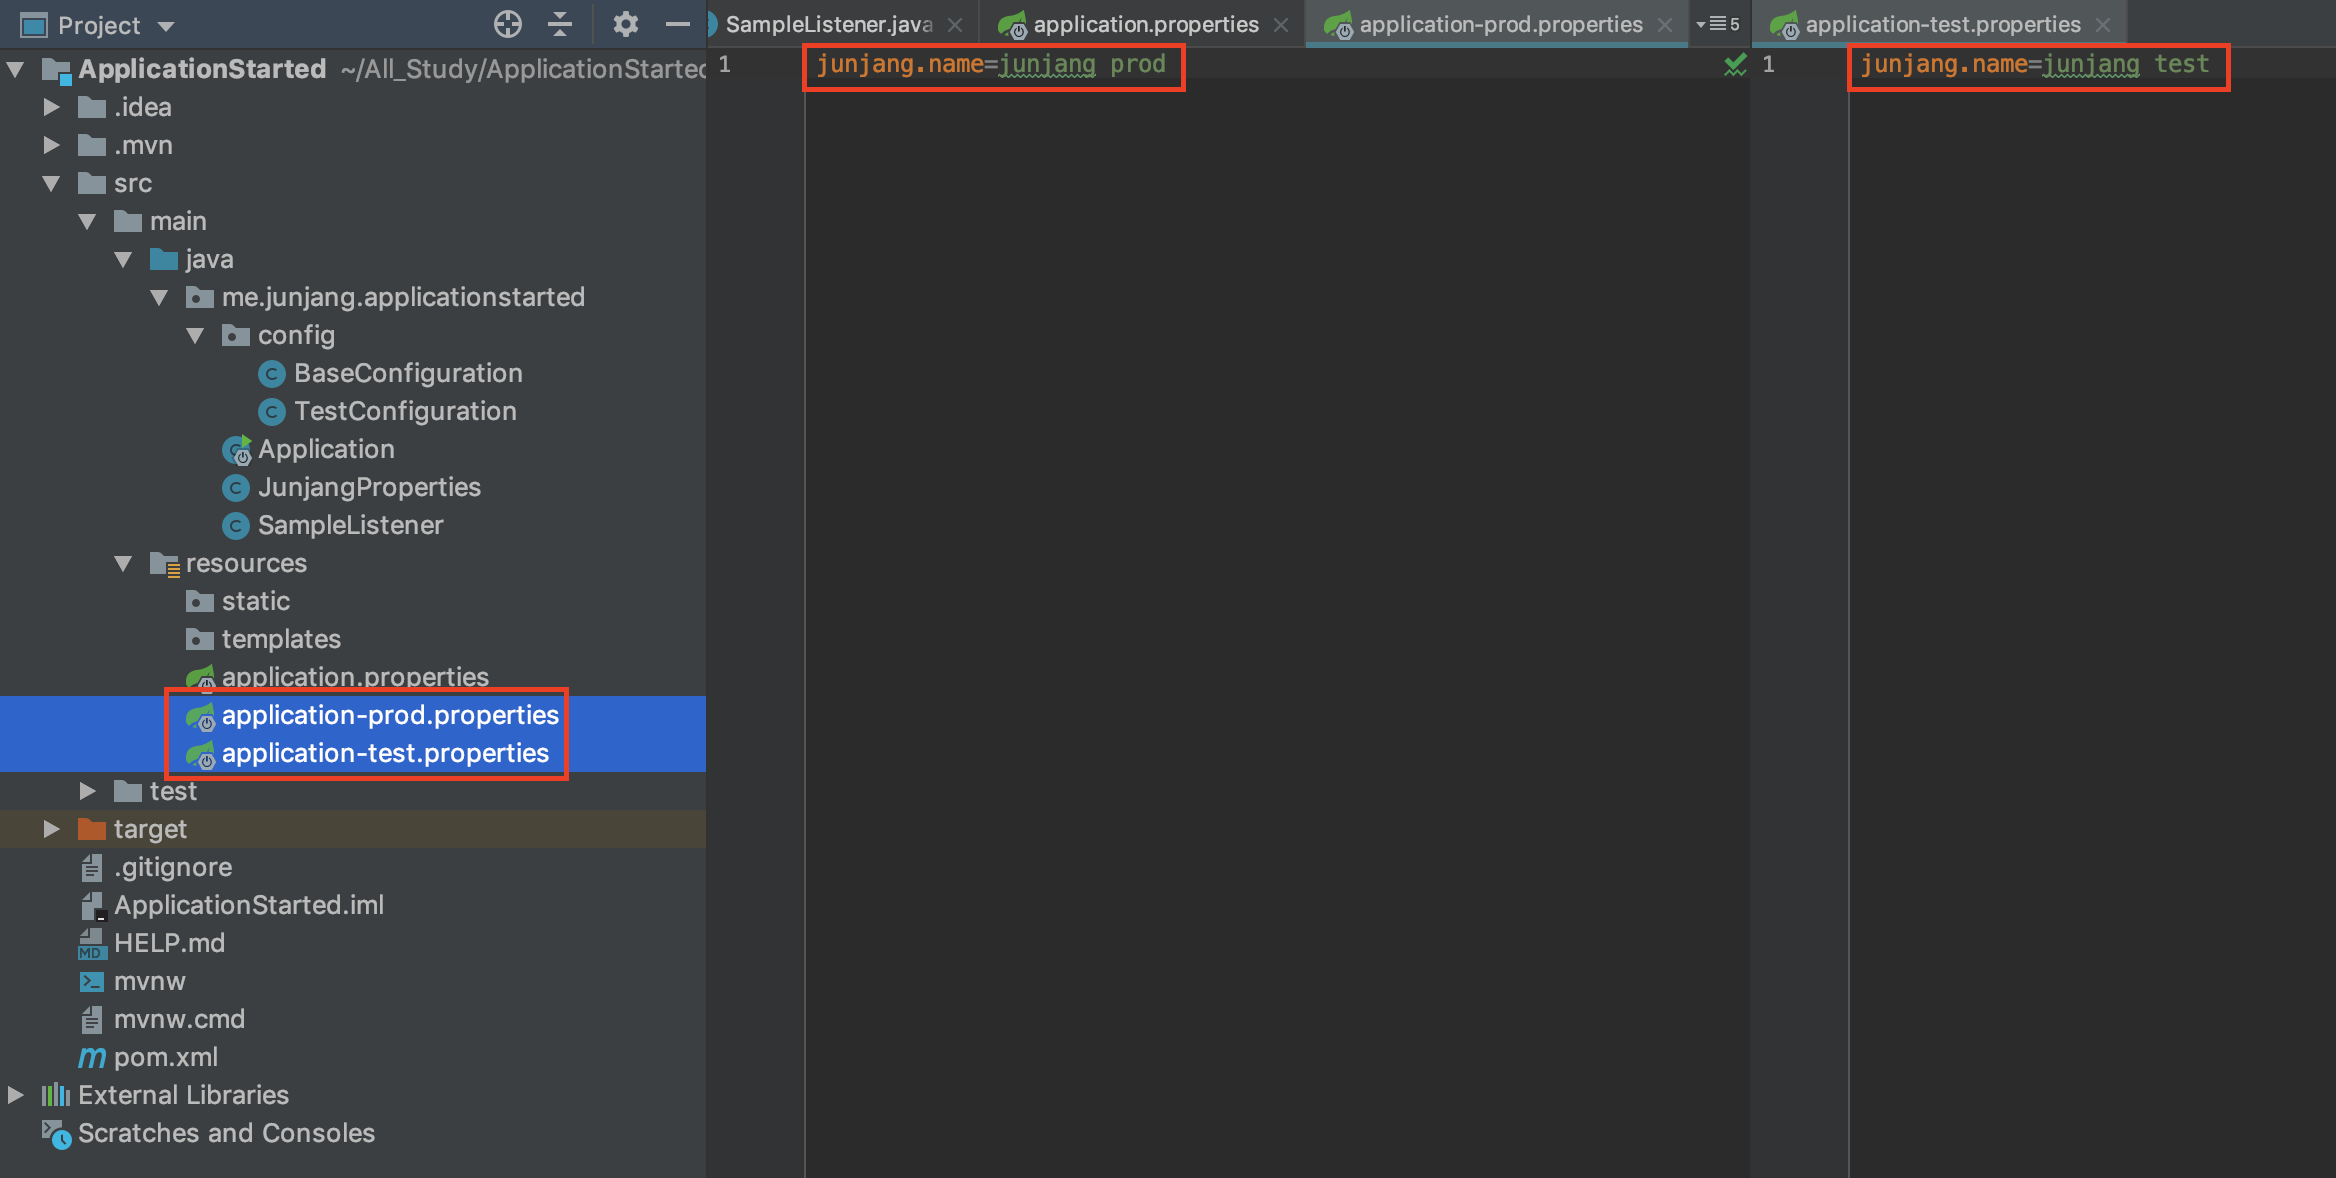 Project
ApplicationStarted ~/All_Study/ApplicationStarted
.idea
.mvn
src
main
java
me.junjang.applicationstarted
config
BaseConfiguration
TestConfiguration
Application
JunjangProperties
SampleListener
resources
static
templates
application.properties
application-prod.properties
application-test.properties
test
target
.gitignore
ApplicationStarted.iml
HELP.md
mvnw
mvnw.cmd
pom.xml
External Libraries
Scratches and Consoles
SampleListener.java application.properties application-prod.properties 5
1 junjang.name=junjang prod
application-test.properties
1 junjang.name=junjang test